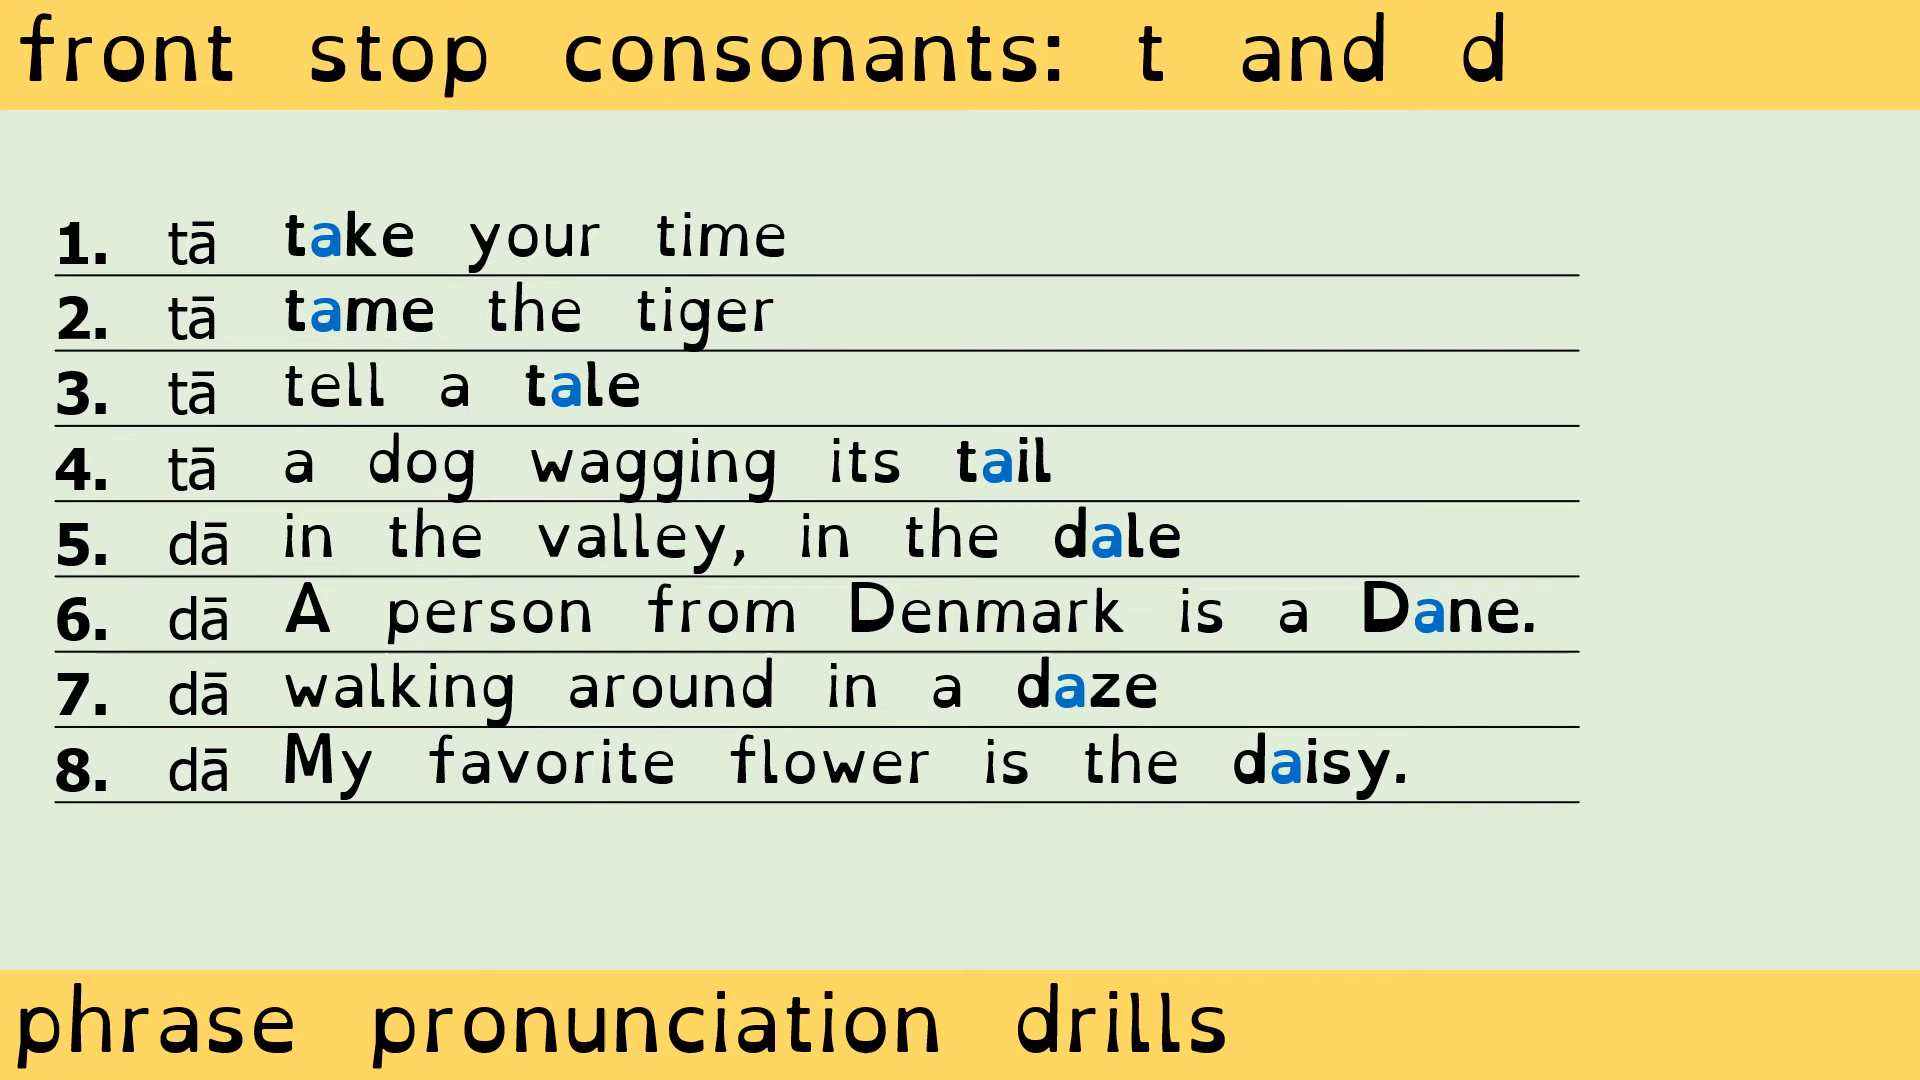 front stop consonants: t and d
1. tā take your time
2. tā tame the tiger
3. tā tell a tale
4. tā a dog wagging its tail
5. dā in the valley, in the dale
6. dā A person from Denmark is a Dane.
7. dā walking around in a daze
8. dā My favorite flower is the daisy.
phrase pronunciation drills